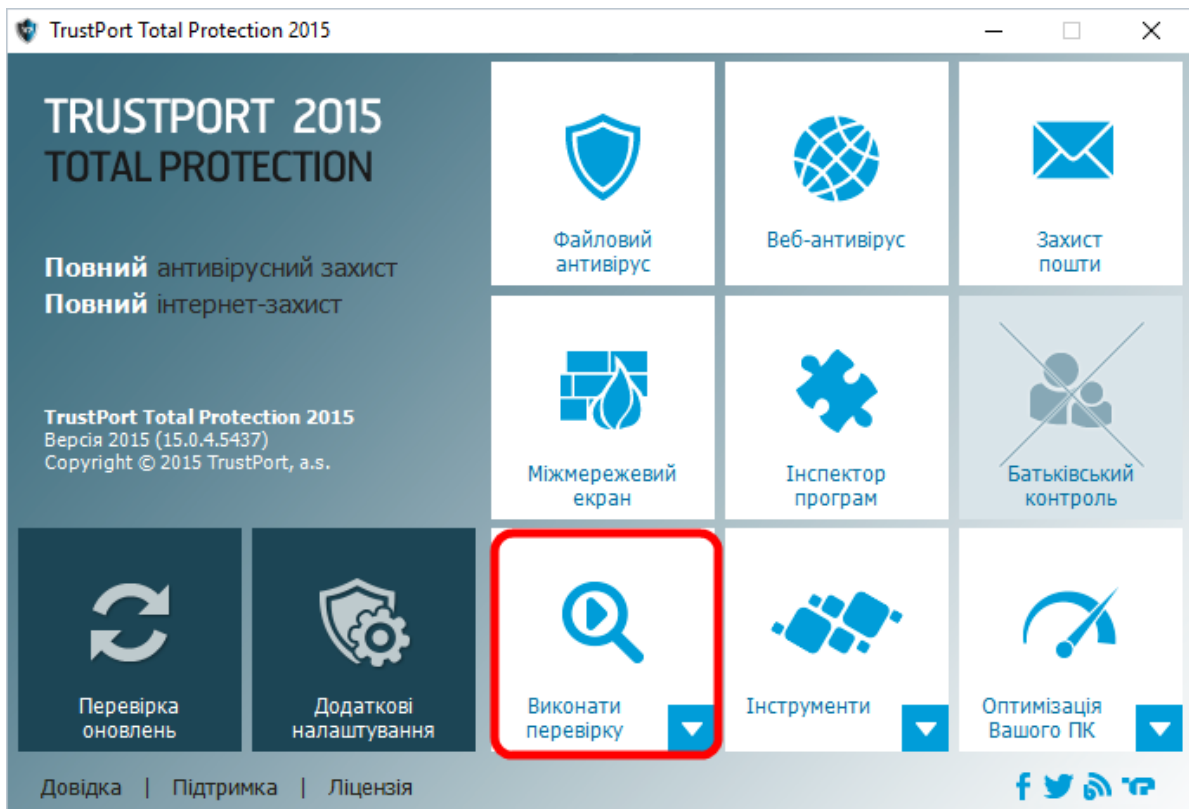 TrustPort Total Protection 2015
TRUSTPORT 2015
TOTAL PROTECTION
Повний антивірусний захист
Повний інтернет-захист
TrustPort Total Protection 2015
Версія 2015 (15.0.4.5437)
Copyright © 2015 TrustPort, a.s.
Файловий
антивірус
Веб-антивірус
Захист
пошти
Міжмережевий
екран
Інспектор
програм
Батьківський
контроль
Перевірка
оновлень
Додаткові
налаштування
Виконати
перевірку
Інструменти
Оптимізація
Вашого ПК
Довідка | Підтримка | Ліцензія